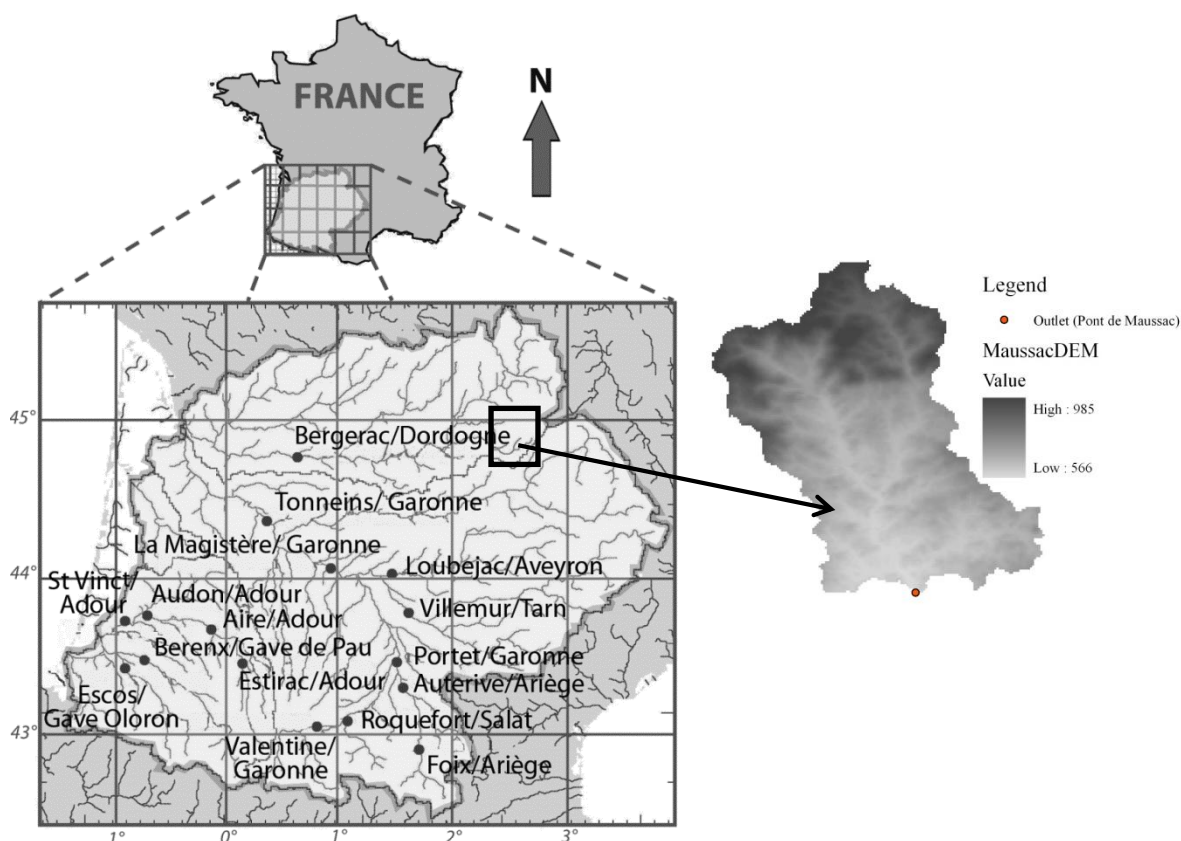 FRANCE
N
Legend
Outlet (Pont de Maussac)
MaussacDEM
Value
High : 985
Low : 566
45°
Bergerac/Dordogne
Tonneins/ Garonne
La Magistère/ Garonne
44°
Loubejac/Aveyron
St Vinct/
Adour
Audon/Adour
Aire/Adour
Villemur/Tarn
Berenx/Gave de Pau
Portet/Garonne
Estirac/Adour
Auterive/Ariège
Escos/
Gave Oloron
Roquefort/Salat
43°
Valentine/
Garonne
Foix/Ariège
1°
0°
1°
2°
3°